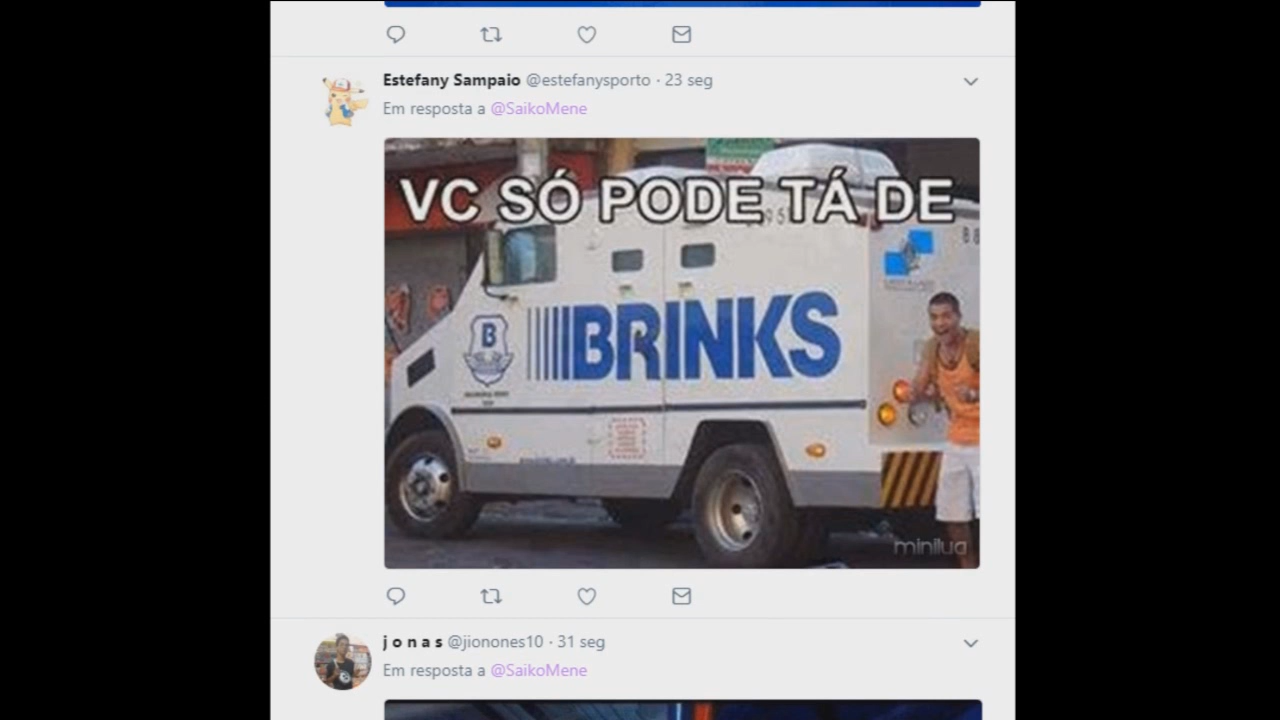 Estefany Sampaio @estefanysporto · 23 seg
Em resposta a @SaikoMene
VC SÓ PODE TÁ DE
B
BRINKS
minilua
j o n a s @jionones10 · 31 seg
Em resposta a @SaikoMene